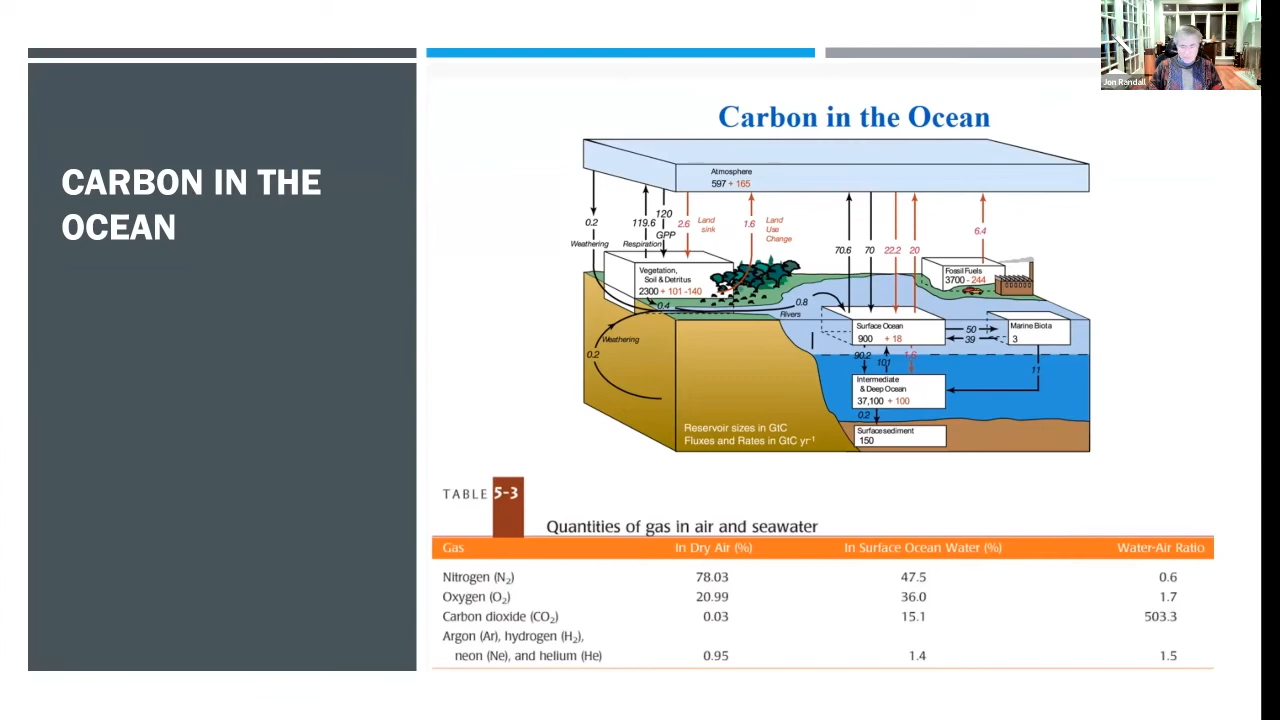 Jon Randall
CARBON IN THE
OCEAN
Carbon in the Ocean
Atmosphere
597 + 165
0.2
Weathering
119.6
Respiration
120
GPP
2.6
Land
sink
1.6
Land
Use
Change
70.6
70
22.2
20
6.4
Vegetation,
Soil & Detritus
2300 + 101 -140
Fossil Fuels
3700 - 244
0.4
0.8
Rivers
Weathering
0.2
Surface Ocean
900 + 18
50
39
Marine Biota
3
90.2
101
1.6
11
Intermediate
& Deep Ocean
37,100 + 100
0.2
Surface sediment
150
Reservoir sizes in GtC
Fluxes and Rates in GtC yr⁻¹
TABLE 5-3
Quantities of gas in air and seawater
Gas In Dry Air (%) In Surface Ocean Water (%) Water-Air Ratio
Nitrogen (N₂) 78.03 47.5 0.6
Oxygen (O₂) 20.99 36.0 1.7
Carbon dioxide (CO₂) 0.03 15.1 503.3
Argon (Ar), hydrogen (H₂),
neon (Ne), and helium (He) 0.95 1.4 1.5